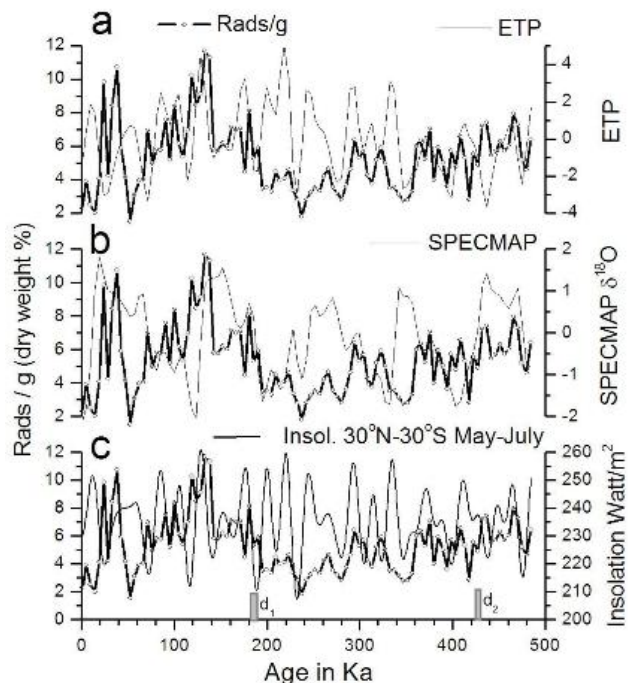 a
Rads/g
ETP
12
10
8
6
4
2
4
2
0
-2
-4
ETP
b
SPECMAP
12
10
8
6
4
2
2
1
0
-1
-2
SPECMAP δ18O
Rads / g (dry weight %)
c
Insol. 30°N-30°S May-July
12
10
8
6
4
2
0
260
250
240
230
220
210
200
Insolation Watt/m²
d1
d2
0 100 200 300 400 500
Age in Ka